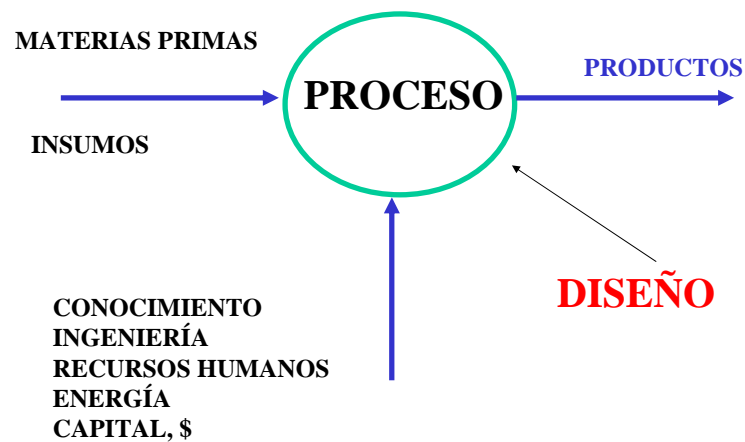 MATERIAS PRIMAS
PRODUCTOS
PROCESO
INSUMOS
DISEÑO
CONOCIMIENTO
INGENIERÍA
RECURSOS HUMANOS
ENERGÍA
CAPITAL, $